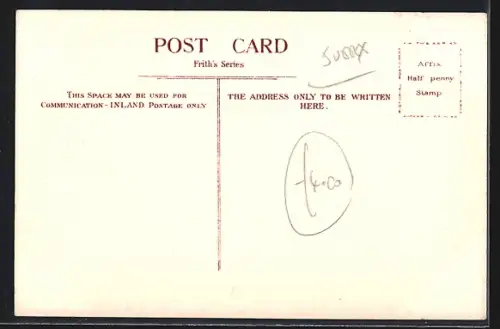 POST CARD
Frith's Series
SUSSEX
Affix
Half penny
Stamp
THIS SPACE MAY BE USED FOR
COMMUNICATION - INLAND POSTAGE ONLY
THE ADDRESS ONLY TO BE WRITTEN
HERE.
£4.00